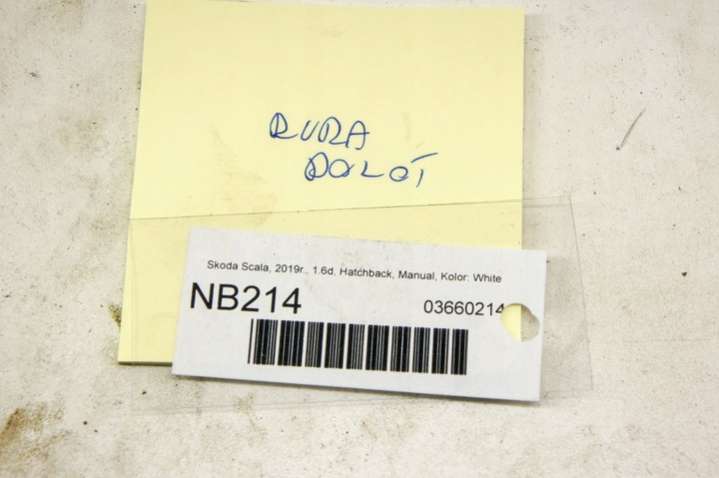 RURA
DOLOT
Skoda Scala, 2019r., 1.6d, Hatchback, Manual, Kolor: White
NB214
03660214